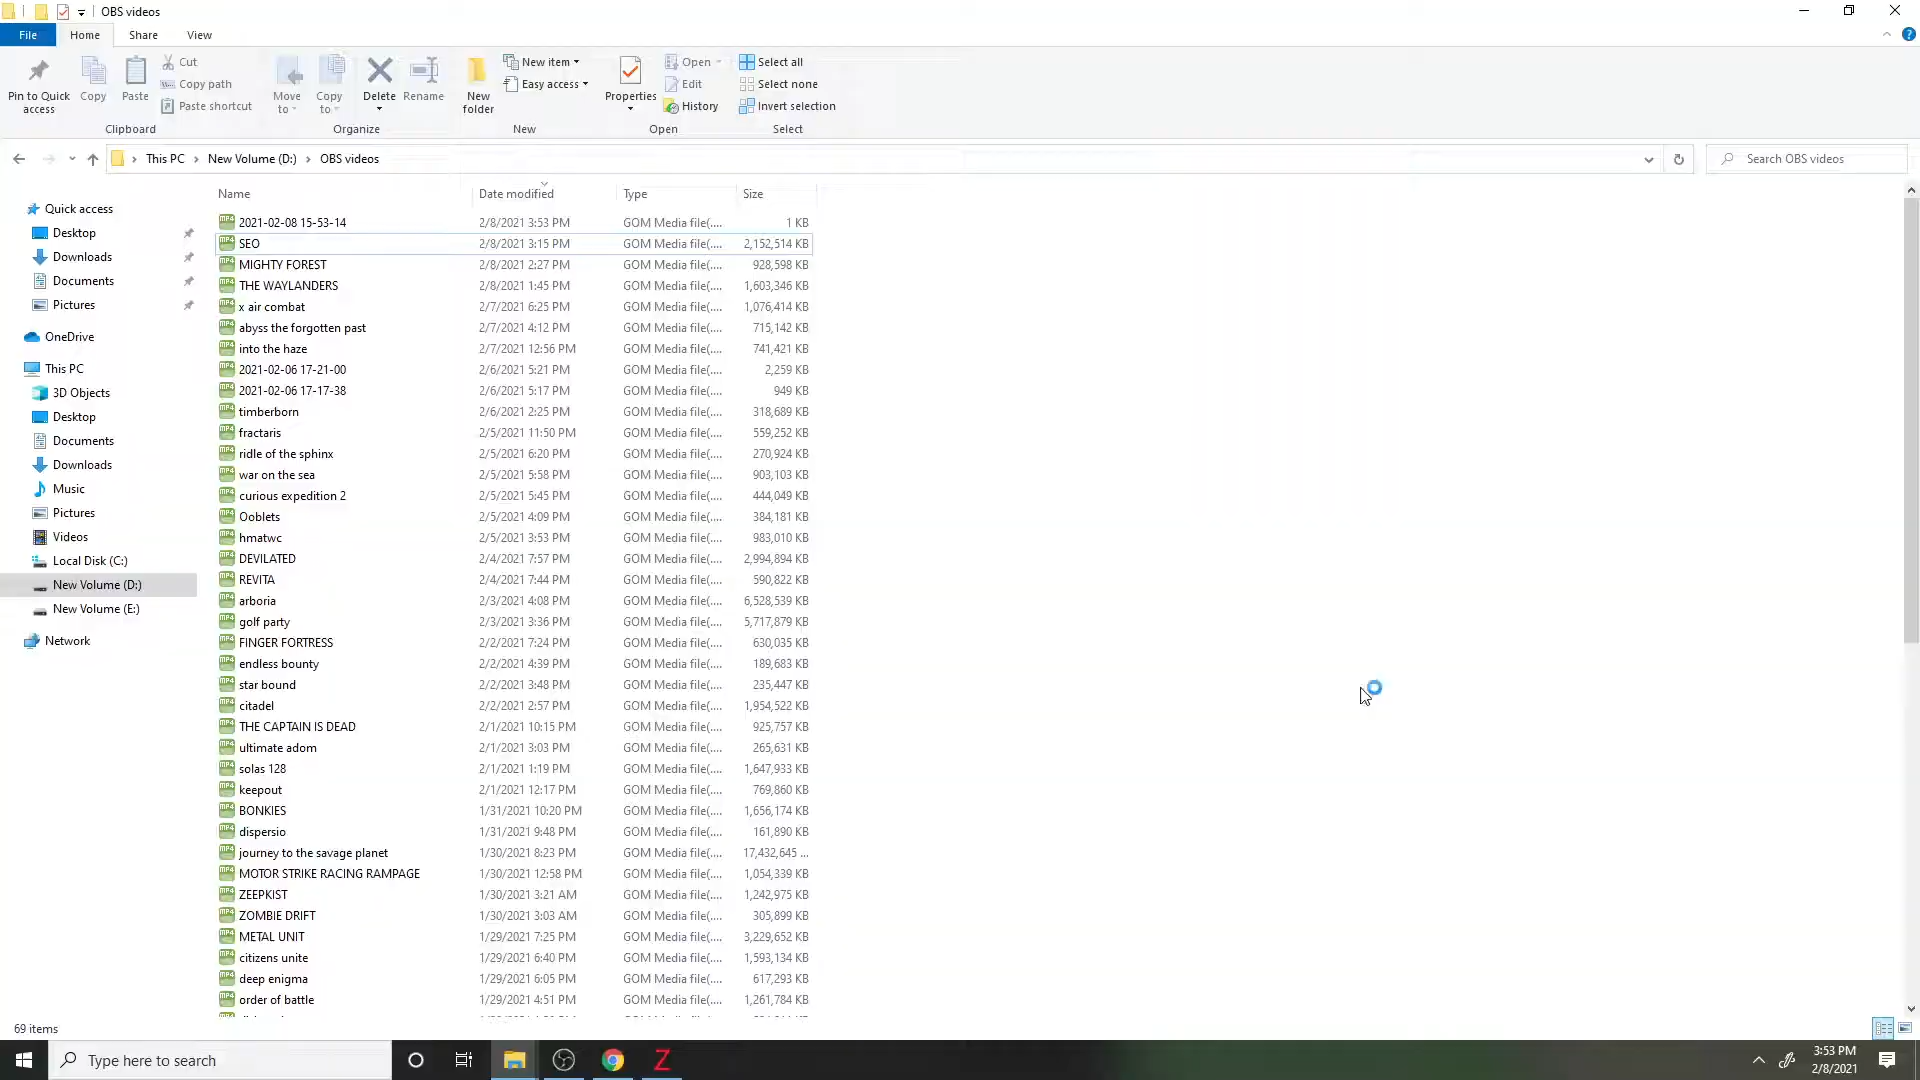 OBS videos
File Home Share View
Pin to Quick access
Copy
Paste
Cut
Copy path
Paste shortcut
Clipboard
Move to
Copy to
Delete
Rename
Organize
New folder
New item
Easy access
New
Properties
Open
Edit
History
Open
Select all
Select none
Invert selection
Select
This PC › New Volume (D:) › OBS videos
Search OBS videos
Quick access
Desktop
Downloads
Documents
Pictures
OneDrive
This PC
3D Objects
Desktop
Documents
Downloads
Music
Pictures
Videos
Local Disk (C:)
New Volume (D:)
New Volume (E:)
Network
Name Date modified Type Size
2021-02-08 15-53-14 2/8/2021 3:53 PM GOM Media file(.... 1 KB
SEO 2/8/2021 3:15 PM GOM Media file(.... 2,152,514 KB
MIGHTY FOREST 2/8/2021 2:27 PM GOM Media file(.... 928,598 KB
THE WAYLANDERS 2/8/2021 1:45 PM GOM Media file(.... 1,603,346 KB
x air combat 2/7/2021 6:25 PM GOM Media file(.... 1,076,414 KB
abyss the forgotten past 2/7/2021 4:12 PM GOM Media file(.... 715,142 KB
into the haze 2/7/2021 12:56 PM GOM Media file(.... 741,421 KB
2021-02-06 17-21-00 2/6/2021 5:21 PM GOM Media file(.... 2,259 KB
2021-02-06 17-17-38 2/6/2021 5:17 PM GOM Media file(.... 949 KB
timberborn 2/6/2021 2:25 PM GOM Media file(.... 318,689 KB
fractaris 2/5/2021 11:50 PM GOM Media file(.... 559,252 KB
ridle of the sphinx 2/5/2021 6:20 PM GOM Media file(.... 270,924 KB
war on the sea 2/5/2021 5:58 PM GOM Media file(.... 903,103 KB
curious expedition 2 2/5/2021 5:45 PM GOM Media file(.... 444,049 KB
Ooblets 2/5/2021 4:09 PM GOM Media file(.... 384,181 KB
hmatwc 2/5/2021 3:53 PM GOM Media file(.... 983,010 KB
DEVILATED 2/4/2021 7:57 PM GOM Media file(.... 2,994,894 KB
REVITA 2/4/2021 7:44 PM GOM Media file(.... 590,822 KB
arboria 2/3/2021 4:08 PM GOM Media file(.... 6,528,539 KB
golf party 2/3/2021 3:36 PM GOM Media file(.... 5,717,879 KB
FINGER FORTRESS 2/2/2021 7:24 PM GOM Media file(.... 630,035 KB
endless bounty 2/2/2021 4:39 PM GOM Media file(.... 189,683 KB
star bound 2/2/2021 3:48 PM GOM Media file(.... 235,447 KB
citadel 2/2/2021 2:57 PM GOM Media file(.... 1,954,522 KB
THE CAPTAIN IS DEAD 2/1/2021 10:15 PM GOM Media file(.... 925,757 KB
ultimate adom 2/1/2021 3:03 PM GOM Media file(.... 265,631 KB
solas 128 2/1/2021 1:19 PM GOM Media file(.... 1,647,933 KB
keepout 2/1/2021 12:17 PM GOM Media file(.... 769,860 KB
BONKIES 1/31/2021 10:20 PM GOM Media file(.... 1,656,174 KB
dispersio 1/31/2021 9:48 PM GOM Media file(.... 161,890 KB
journey to the savage planet 1/30/2021 8:23 PM GOM Media file(.... 17,432,645 ...
MOTOR STRIKE RACING RAMPAGE 1/30/2021 12:58 PM GOM Media file(.... 1,054,339 KB
ZEEPKIST 1/30/2021 3:21 AM GOM Media file(.... 1,242,975 KB
ZOMBIE DRIFT 1/30/2021 3:03 AM GOM Media file(.... 305,899 KB
METAL UNIT 1/29/2021 7:25 PM GOM Media file(.... 3,229,652 KB
citizens unite 1/29/2021 6:40 PM GOM Media file(.... 1,593,134 KB
deep enigma 1/29/2021 6:05 PM GOM Media file(.... 617,293 KB
order of battle 1/29/2021 4:51 PM GOM Media file(.... 1,261,784 KB
69 items
Type here to search
3:53 PM
2/8/2021